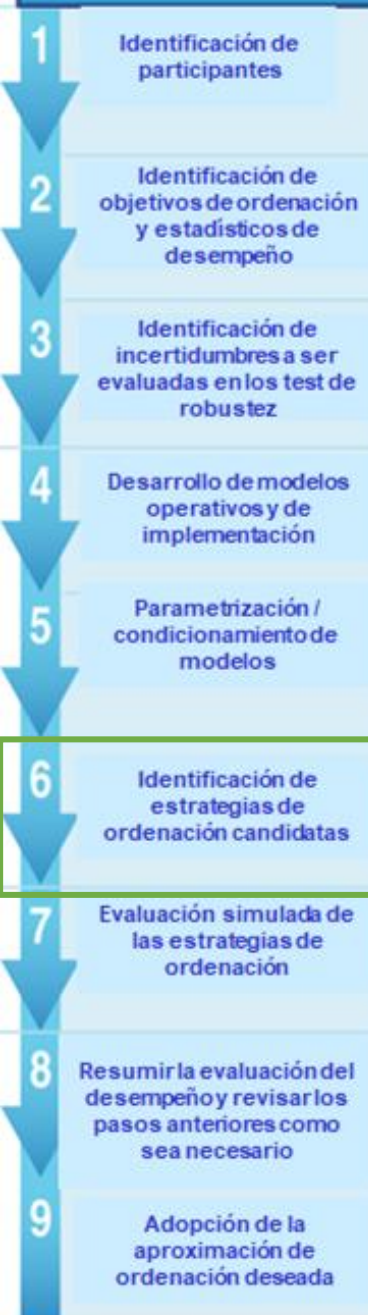 1
Identificación de
participantes
2
Identificación de
objetivos de ordenación
y estadísticos de
desempeño
3
Identificación de
incertidumbres a ser
evaluadas en los test de
robustez
4
Desarrollo de modelos
operativos y de
implementación
5
Parametrización /
condicionamiento de
modelos
6
Identificación de
estrategias de
ordenación candidatas
7
Evaluación simulada de
las estrategias de
ordenación
8
Resumir la evaluación del
desempeño y revisar los
pasos anteriores como
sea necesario
9
Adopción de la
aproximación de
ordenación deseada